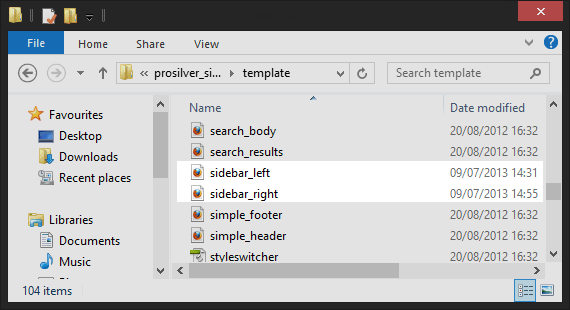 File Home Share View
« prosilver_si... template Search template
Favourites
Desktop
Downloads
Recent places
Libraries
Documents
Music
Name Date modified
search_body 20/08/2012 16:32
search_results 20/08/2012 16:32
sidebar_left 09/07/2013 14:31
sidebar_right 09/07/2013 14:55
simple_footer 20/08/2012 16:32
simple_header 20/08/2012 16:32
styleswitcher 20/08/2012 16:32
104 items